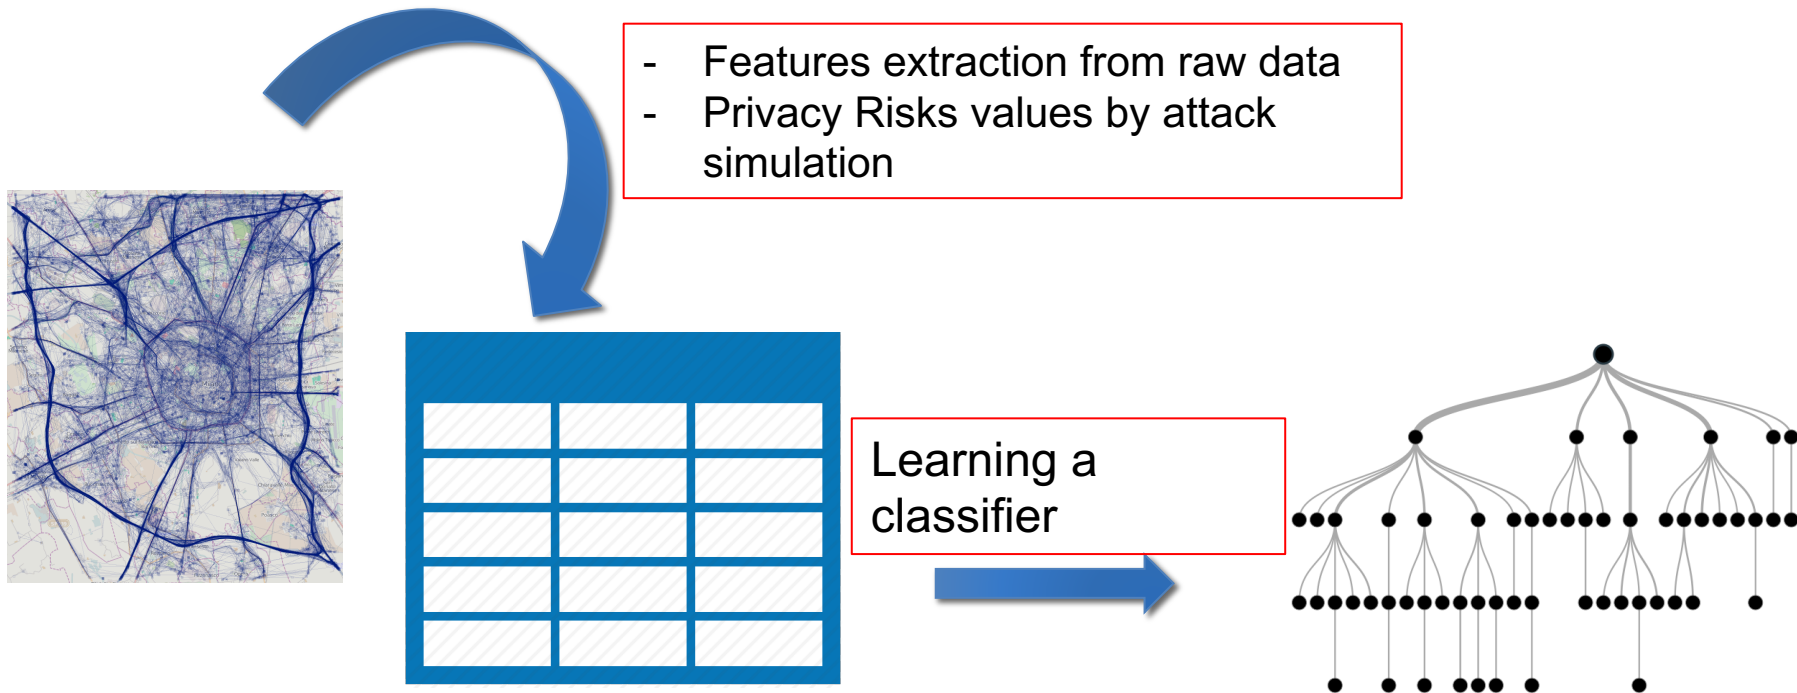 - Features extraction from raw data
- Privacy Risks values by attack
simulation
Learning a
classifier